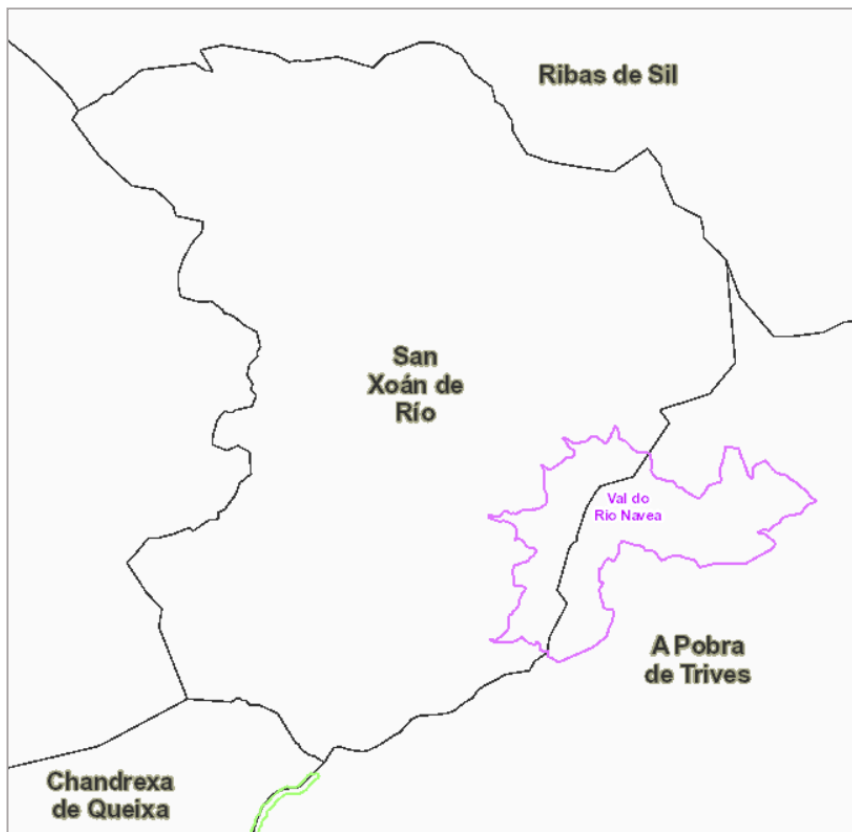 Ribas de Sil
San
Xoán de
Río
Val do
Río Navea
A Pobra
de Trives
Chandrexa
de Queixa